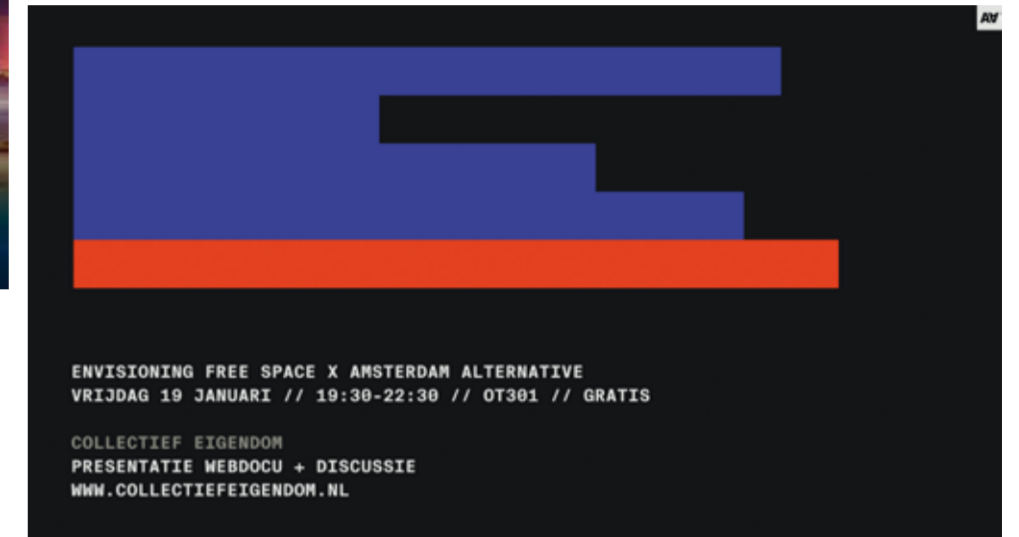 AA
ENVISIONING FREE SPACE X AMSTERDAM ALTERNATIVE
VRIJDAG 19 JANUARI // 19:30-22:30 // OT301 // GRATIS
COLLECTIEF EIGENDOM
PRESENTATIE WEBDOCU + DISCUSSIE
WWW.COLLECTIEFEIGENDOM.NL